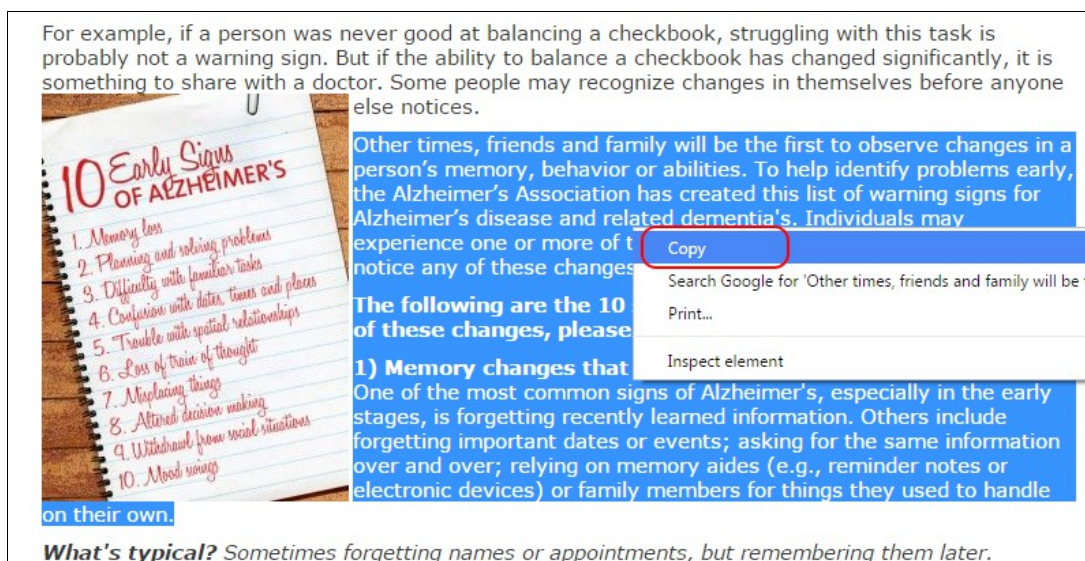 For example, if a person was never good at balancing a checkbook, struggling with this task is
probably not a warning sign. But if the ability to balance a checkbook has changed significantly, it is
something to share with a doctor. Some people may recognize changes in themselves before anyone
else notices.
10 Early Signs
OF ALZHEIMER'S
1. Memory loss
2. Planning and solving problems
3. Difficulty with familiar tasks
4. Confusion with dates, times and places
5. Trouble with spatial relationships
6. Loss of train of thought
7. Misplacing things
8. Altered decision making
9. Withdrawl from social situations
10. Mood swings
Other times, friends and family will be the first to observe changes in a
person’s memory, behavior or abilities. To help identify problems early,
the Alzheimer’s Association has created this list of warning signs for
Alzheimer’s disease and related dementia's. Individuals may
experience one or more of t
notice any of these changes
The following are the 10
of these changes, please
1) Memory changes that
One of the most common signs of Alzheimer's, especially in the early
stages, is forgetting recently learned information. Others include
forgetting important dates or events; asking for the same information
over and over; relying on memory aides (e.g., reminder notes or
electronic devices) or family members for things they used to handle
on their own.
Copy
Search Google for 'Other times, friends and family will be
Print...
Inspect element
What's typical? Sometimes forgetting names or appointments, but remembering them later.